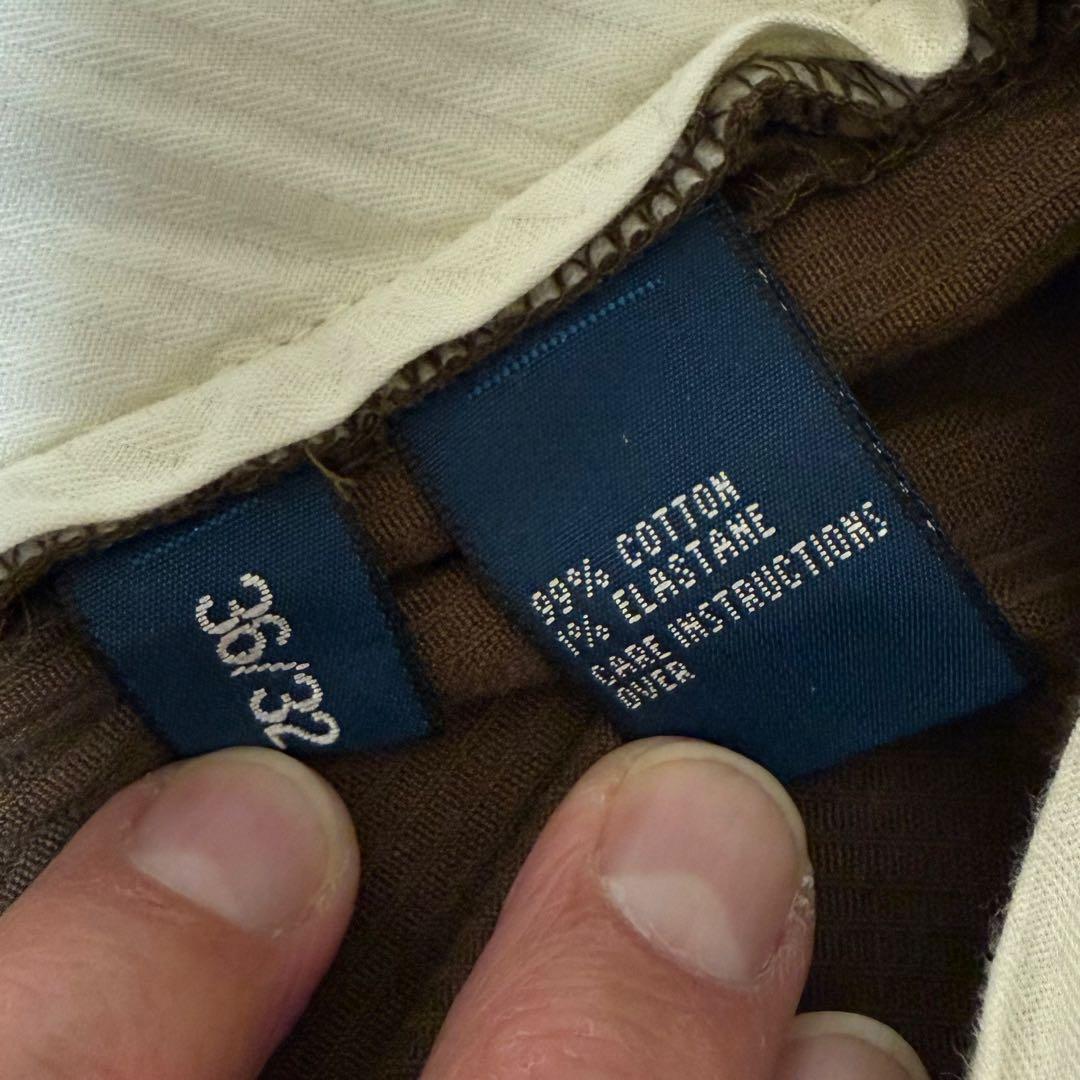 36/32
99% COTTON
1% ELASTANE
CARE INSTRUCTIONS
OVER